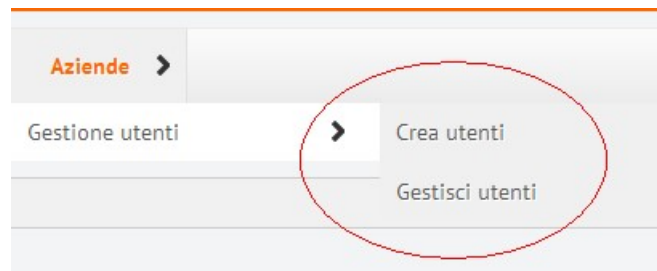 Aziende
Gestione utenti
Crea utenti
Gestisci utenti